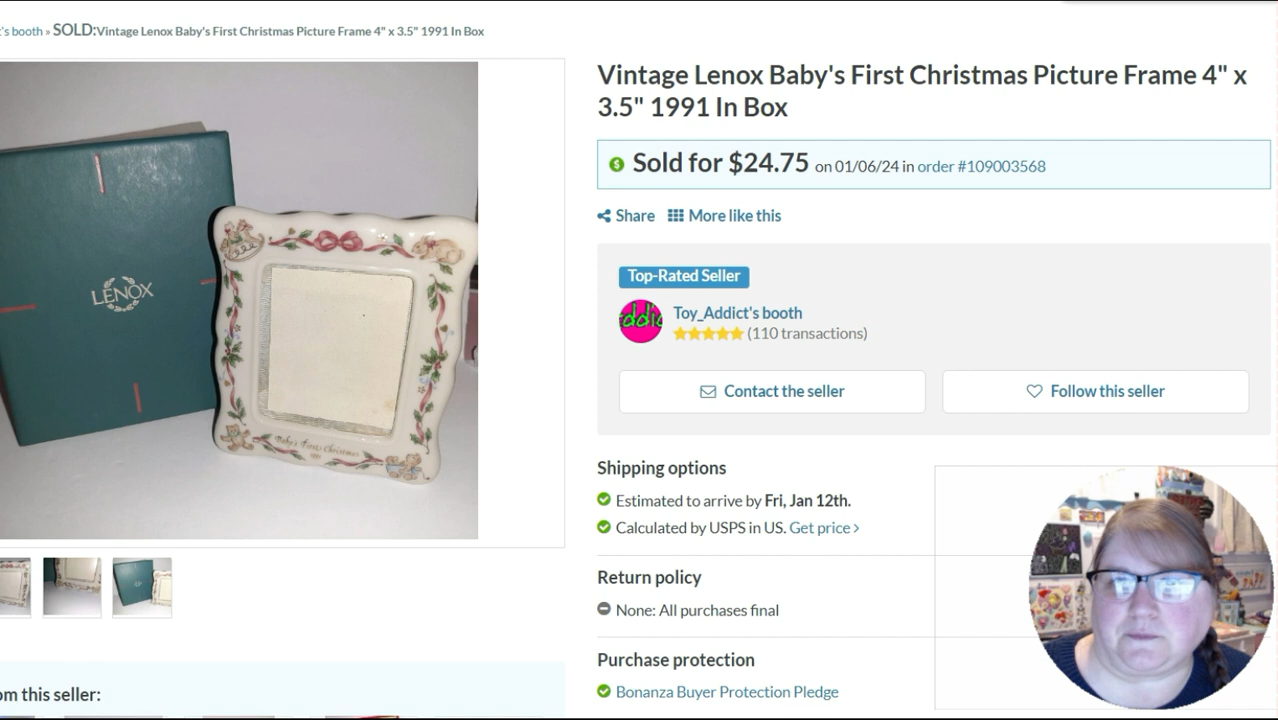 t's booth » SOLD:Vintage Lenox Baby's First Christmas Picture Frame 4" x 3.5" 1991 In Box
Vintage Lenox Baby's First Christmas Picture Frame 4" x
3.5" 1991 In Box
Sold for $24.75 on 01/06/24 in order #109003568
Share More like this
Top-Rated Seller
Toy_Addict's booth
(110 transactions)
Contact the seller
Follow this seller
LENOX
Baby's First Christmas
Shipping options
Estimated to arrive by Fri, Jan 12th.
Calculated by USPS in US. Get price >
Return policy
None: All purchases final
Purchase protection
Bonanza Buyer Protection Pledge
om this seller: